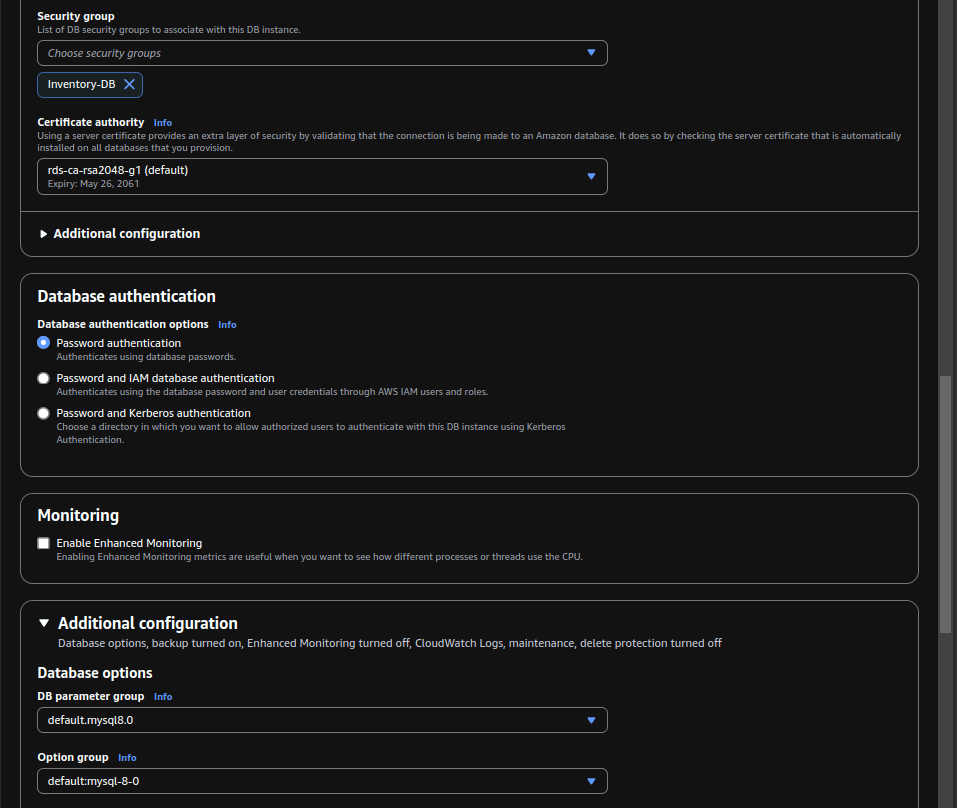 Security group
List of DB security groups to associate with this DB instance.
Choose security groups
Inventory-DB
Certificate authority Info
Using a server certificate provides an extra layer of security by validating that the connection is being made to an Amazon database. It does so by checking the server certificate that is automatically
installed on all databases that you provision.
rds-ca-rsa2048-g1 (default)
Expiry: May 26, 2061
Additional configuration
Database authentication
Database authentication options Info
Password authentication
Authenticates using database passwords.
Password and IAM database authentication
Authenticates using the database password and user credentials through AWS IAM users and roles.
Password and Kerberos authentication
Choose a directory in which you want to allow authorized users to authenticate with this DB instance using Kerberos
Authentication.
Monitoring
Enable Enhanced Monitoring
Enabling Enhanced Monitoring metrics are useful when you want to see how different processes or threads use the CPU.
Additional configuration
Database options, backup turned on, Enhanced Monitoring turned off, CloudWatch Logs, maintenance, delete protection turned off
Database options
DB parameter group Info
default.mysql8.0
Option group Info
default:mysql-8-0